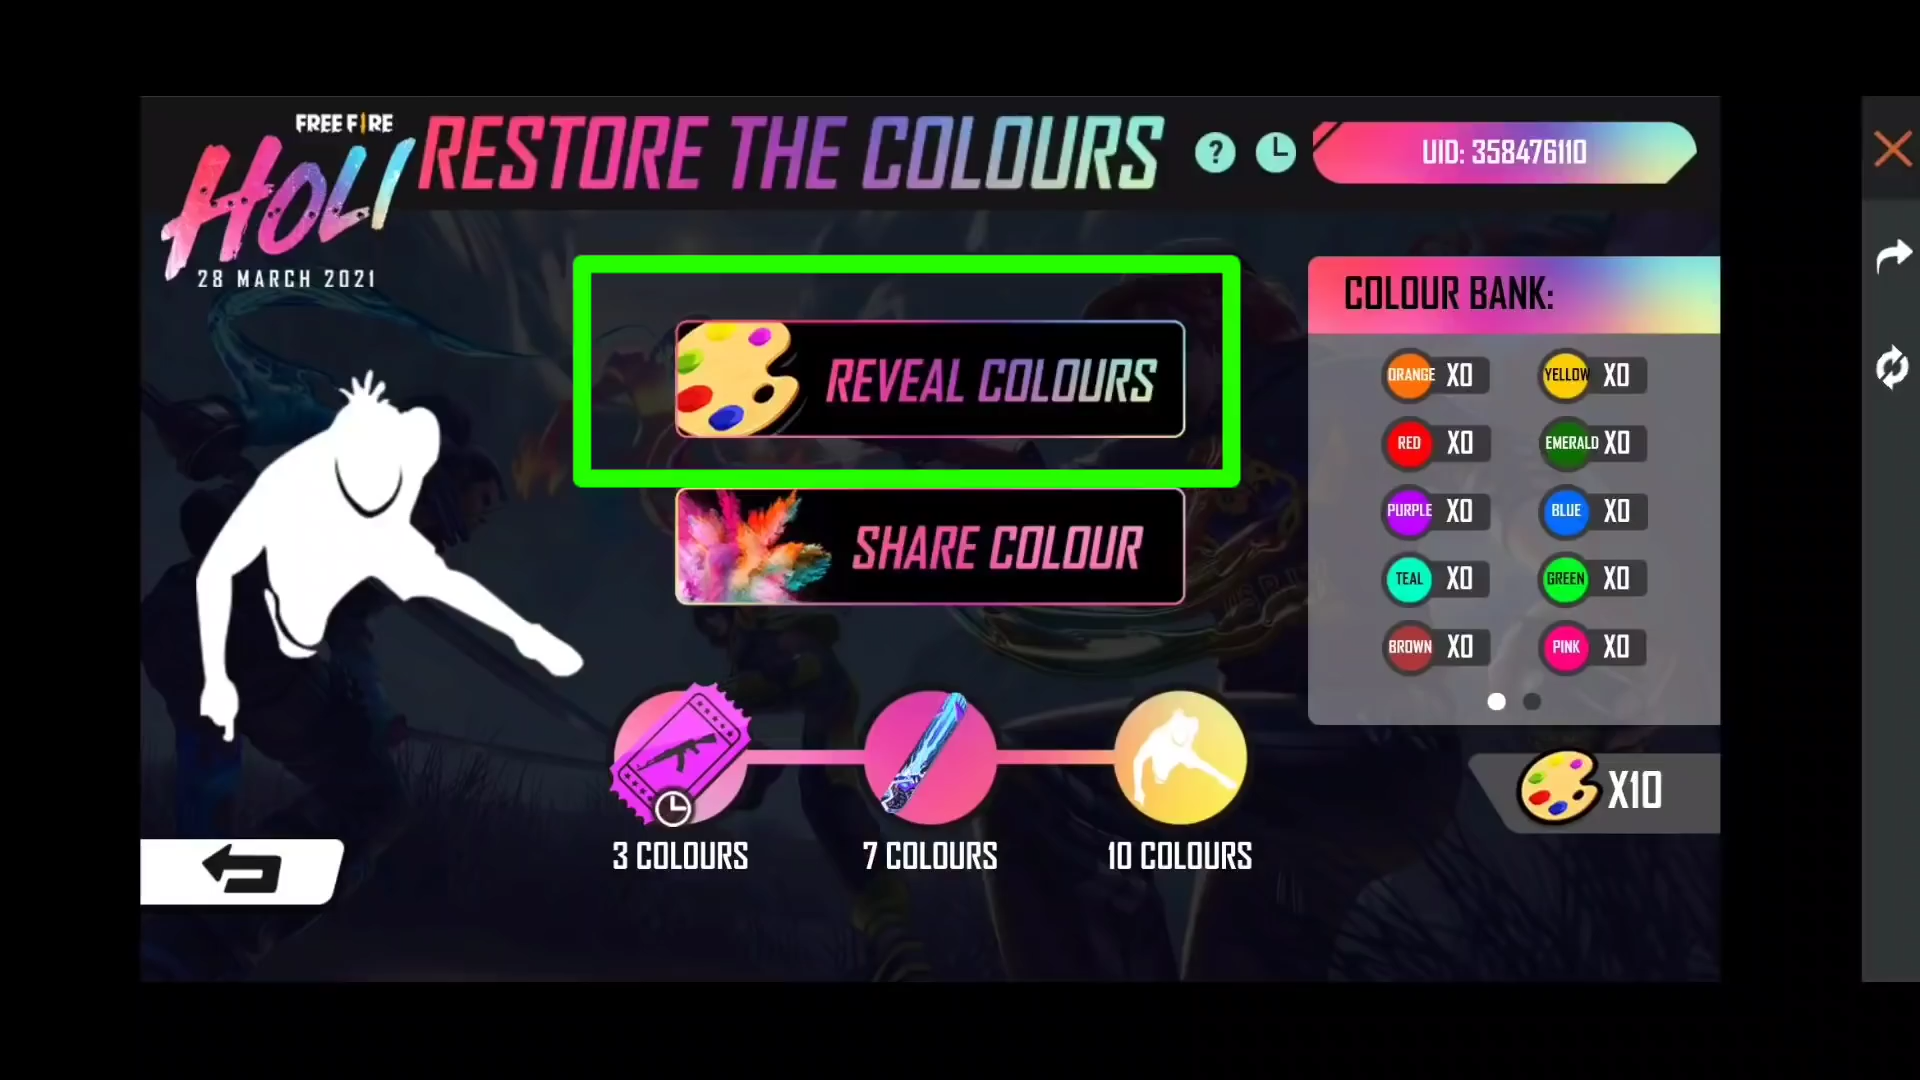 FREE FIRE
HOLI
28 MARCH 2021
RESTORE THE COLOURS
?
UID: 358476110
REVEAL COLOURS
SHARE COLOUR
COLOUR BANK:
ORANGE X0
YELLOW X0
RED X0
EMERALD X0
PURPLE X0
BLUE X0
TEAL X0
GREEN X0
BROWN X0
PINK X0
X10
3 COLOURS
7 COLOURS
10 COLOURS